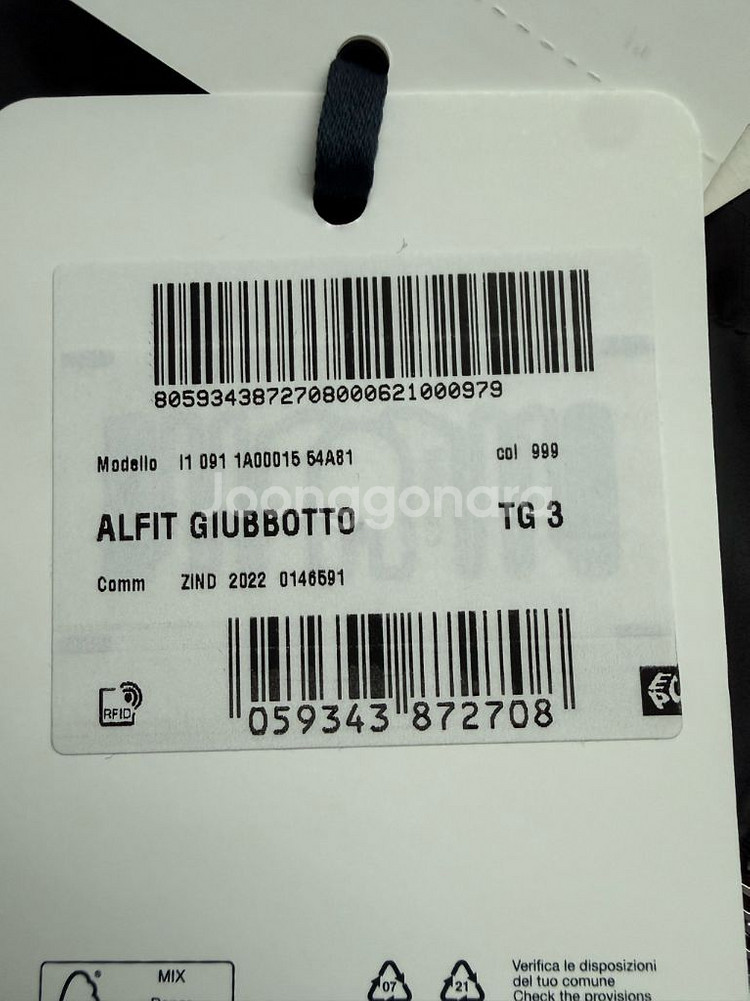 8059343872708000621000979
Modello I1 091 1A00015 54A81 col 999
Joonggonara
ALFIT GIUBBOTTO TG 3
Comm ZIND 2022 0146591
RFID
059343 872708
MIX
07 21 Verifica le disposizioni
del tuo comune
Check the provisions